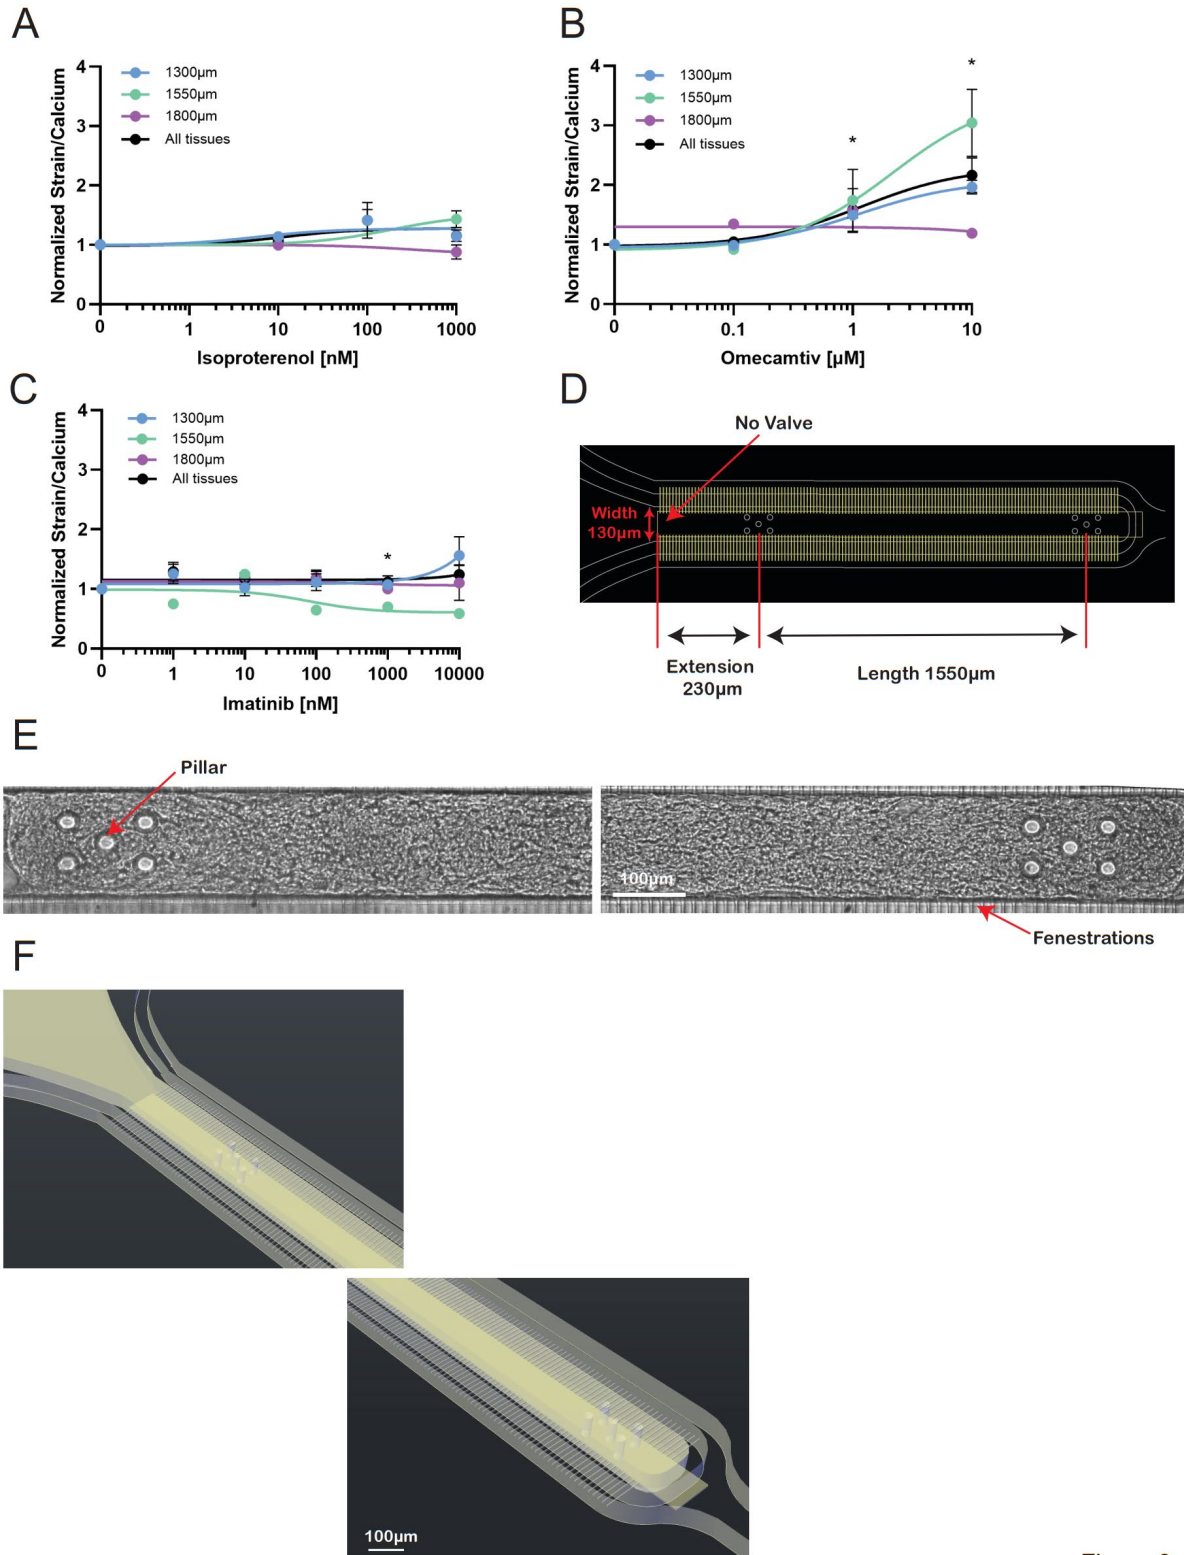 A
Normalized Strain/Calcium
4
3
2
1
0
1300µm
1550µm
1800µm
All tissues
0
1
10
100
1000
Isoproterenol [nM]
B
Normalized Strain/Calcium
4
3
2
1
0
1300µm
1550µm
1800µm
All tissues
*
*
0
0.1
1
10
Omecamtiv [µM]
C
Normalized Strain/Calcium
4
3
2
1
0
1300µm
1550µm
1800µm
All tissues
*
0
1
10
100
1000
10000
Imatinib [nM]
D
No Valve
Width
130µm
Extension
230µm
Length 1550µm
E
Pillar
100µm
Fenestrations
F
100µm